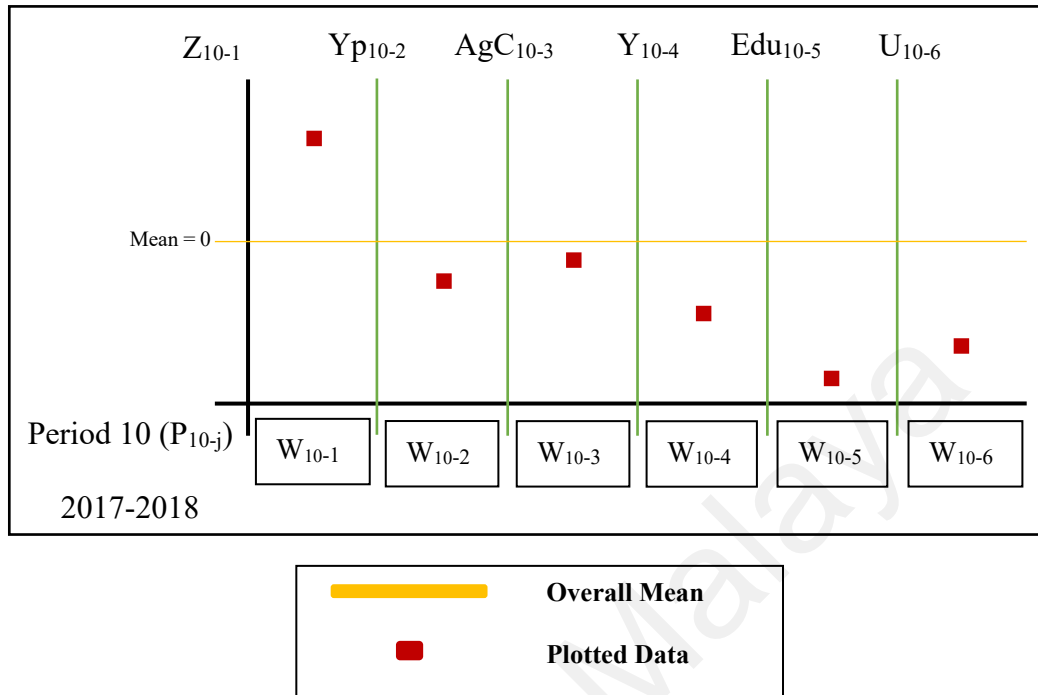 Z10-1 Yp10-2 AgC10-3 Y10-4 Edu10-5 U10-6
Mean = 0
Period 10 (P10-j) W10-1 W10-2 W10-3 W10-4 W10-5 W10-6
2017-2018
Overall Mean
Plotted Data
Malaya